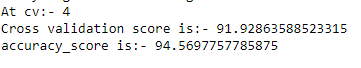 At cv:- 4
Cross validation score is:- 91.92863588523315
accuracy_score is:- 94.5697757785875